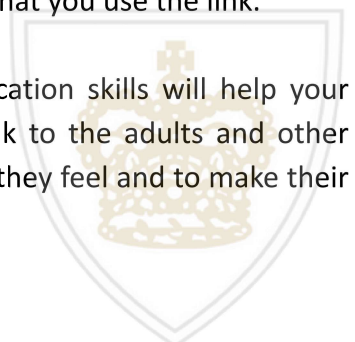 hat you use the link.
cation skills will help your
k to the adults and other
they feel and to make their